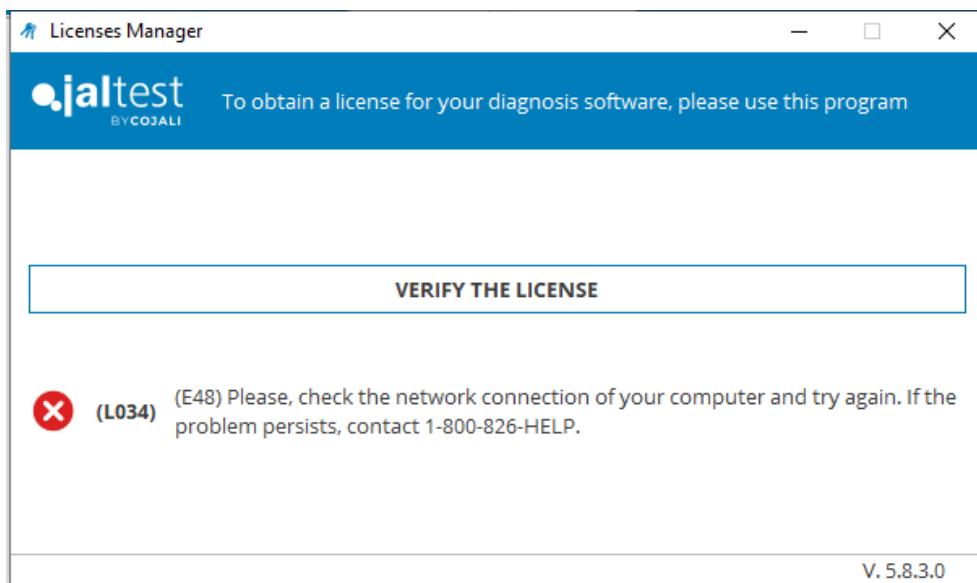 Licenses Manager
jaltest
BY COJALI
To obtain a license for your diagnosis software, please use this program
VERIFY THE LICENSE
(L034)
(E48) Please, check the network connection of your computer and try again. If the
problem persists, contact 1-800-826-HELP.
V. 5.8.3.0